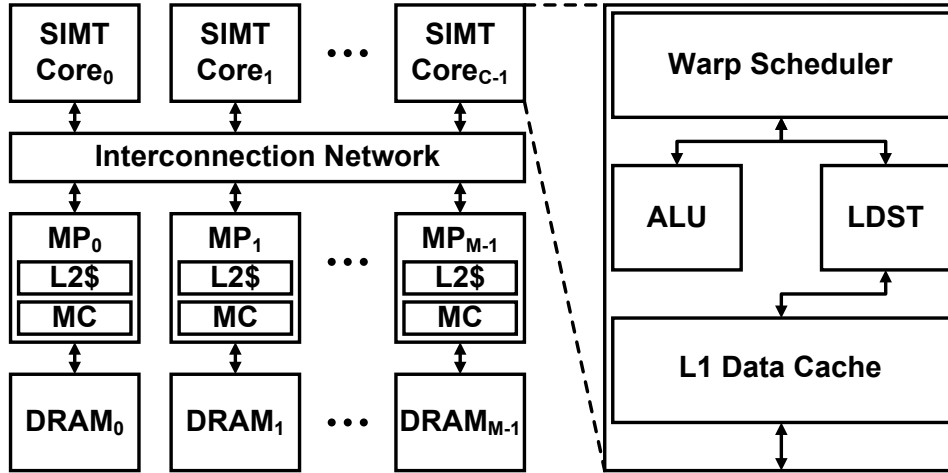 SIMT
Core0
SIMT
Core1
•••
SIMT
CoreC-1
Interconnection Network
MP0
L2$
MC
MP1
L2$
MC
•••
MPM-1
L2$
MC
DRAM0
DRAM1
•••
DRAMM-1
Warp Scheduler
ALU
LDST
L1 Data Cache